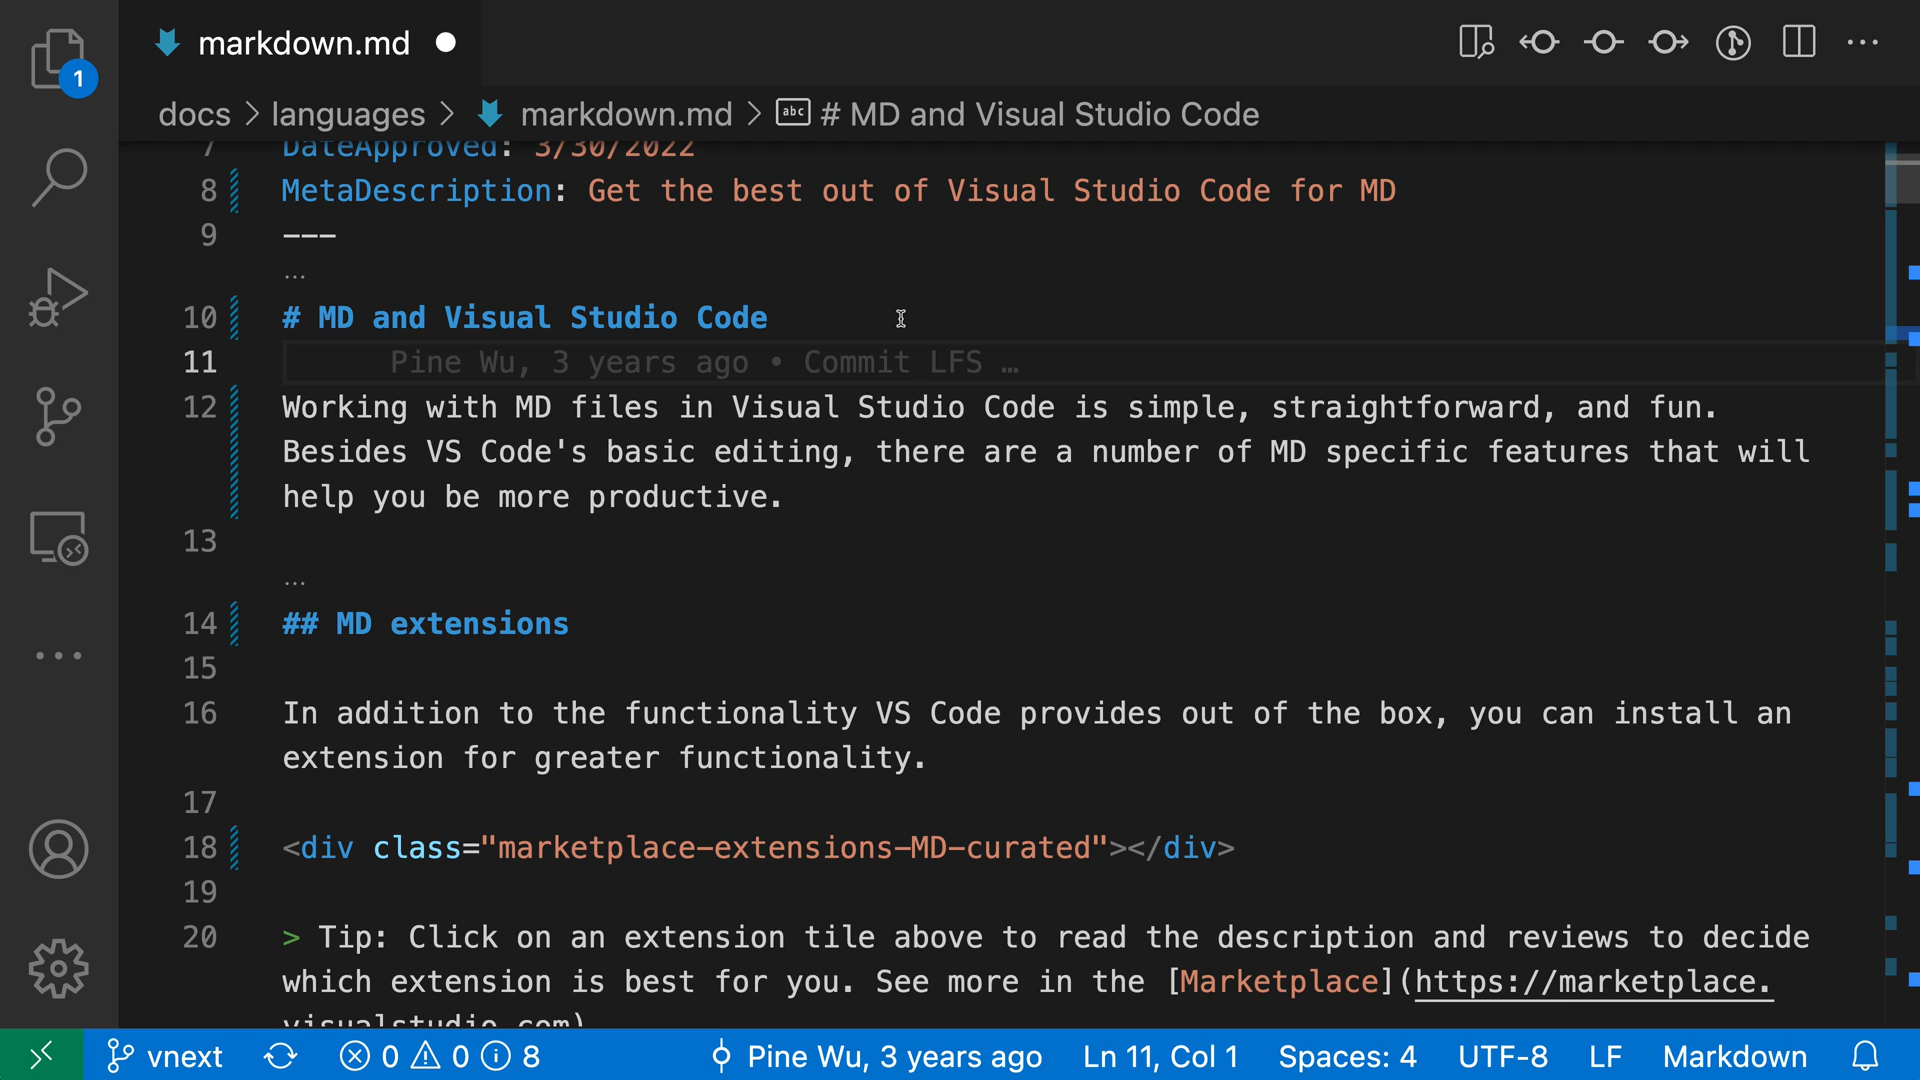 markdown.md
1
docs > languages > markdown.md > # MD and Visual Studio Code
7 DateApproved: 3/30/2022
8 MetaDescription: Get the best out of Visual Studio Code for MD
9 ---
...
10 # MD and Visual Studio Code
11 Pine Wu, 3 years ago • Commit LFS …
12 Working with MD files in Visual Studio Code is simple, straightforward, and fun.
Besides VS Code's basic editing, there are a number of MD specific features that will
help you be more productive.
13
...
14 ## MD extensions
15
16 In addition to the functionality VS Code provides out of the box, you can install an
extension for greater functionality.
17
18 <div class="marketplace-extensions-MD-curated"></div>
19
20 > Tip: Click on an extension tile above to read the description and reviews to decide
which extension is best for you. See more in the [Marketplace](https://marketplace.
visualstudio.com)
vnext 0 0 8 Pine Wu, 3 years ago Ln 11, Col 1 Spaces: 4 UTF-8 LF Markdown